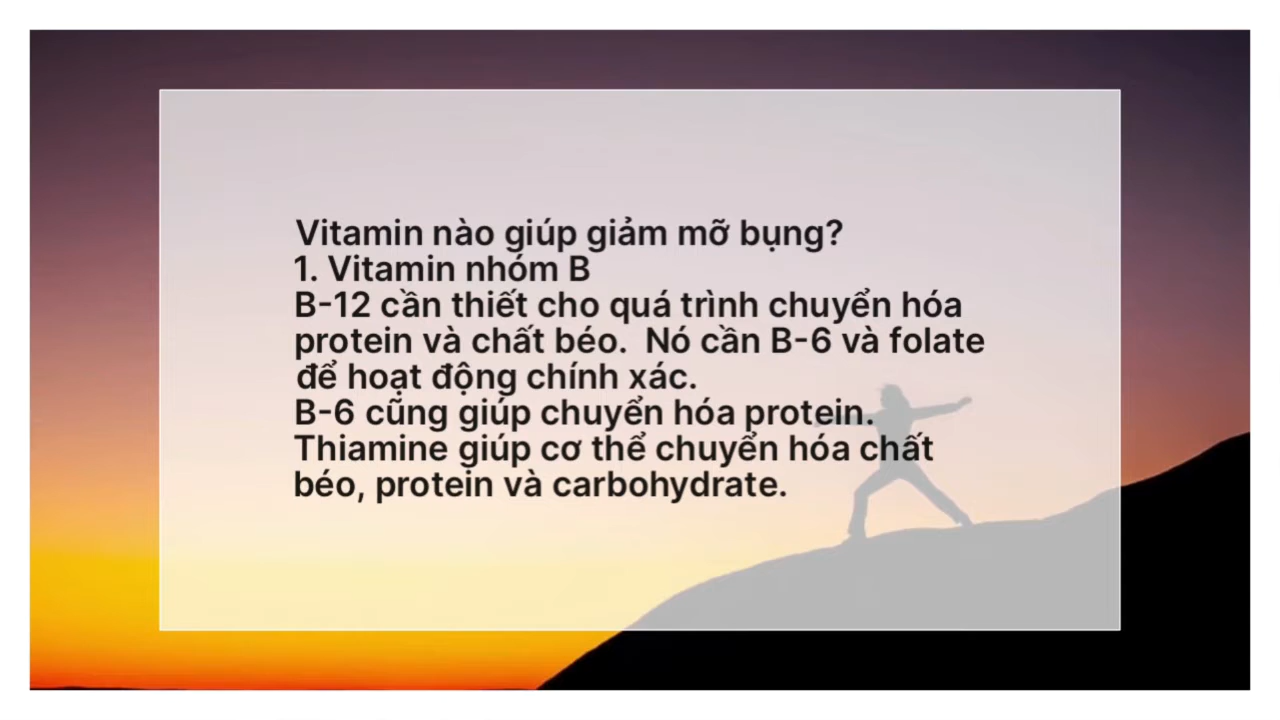 Vitamin nào giúp giảm mỡ bụng?
1. Vitamin nhóm B
B-12 cần thiết cho quá trình chuyển hóa
protein và chất béo.  Nó cần B-6 và folate
để hoạt động chính xác.
B-6 cũng giúp chuyển hóa protein.
Thiamine giúp cơ thể chuyển hóa chất
béo, protein và carbohydrate.